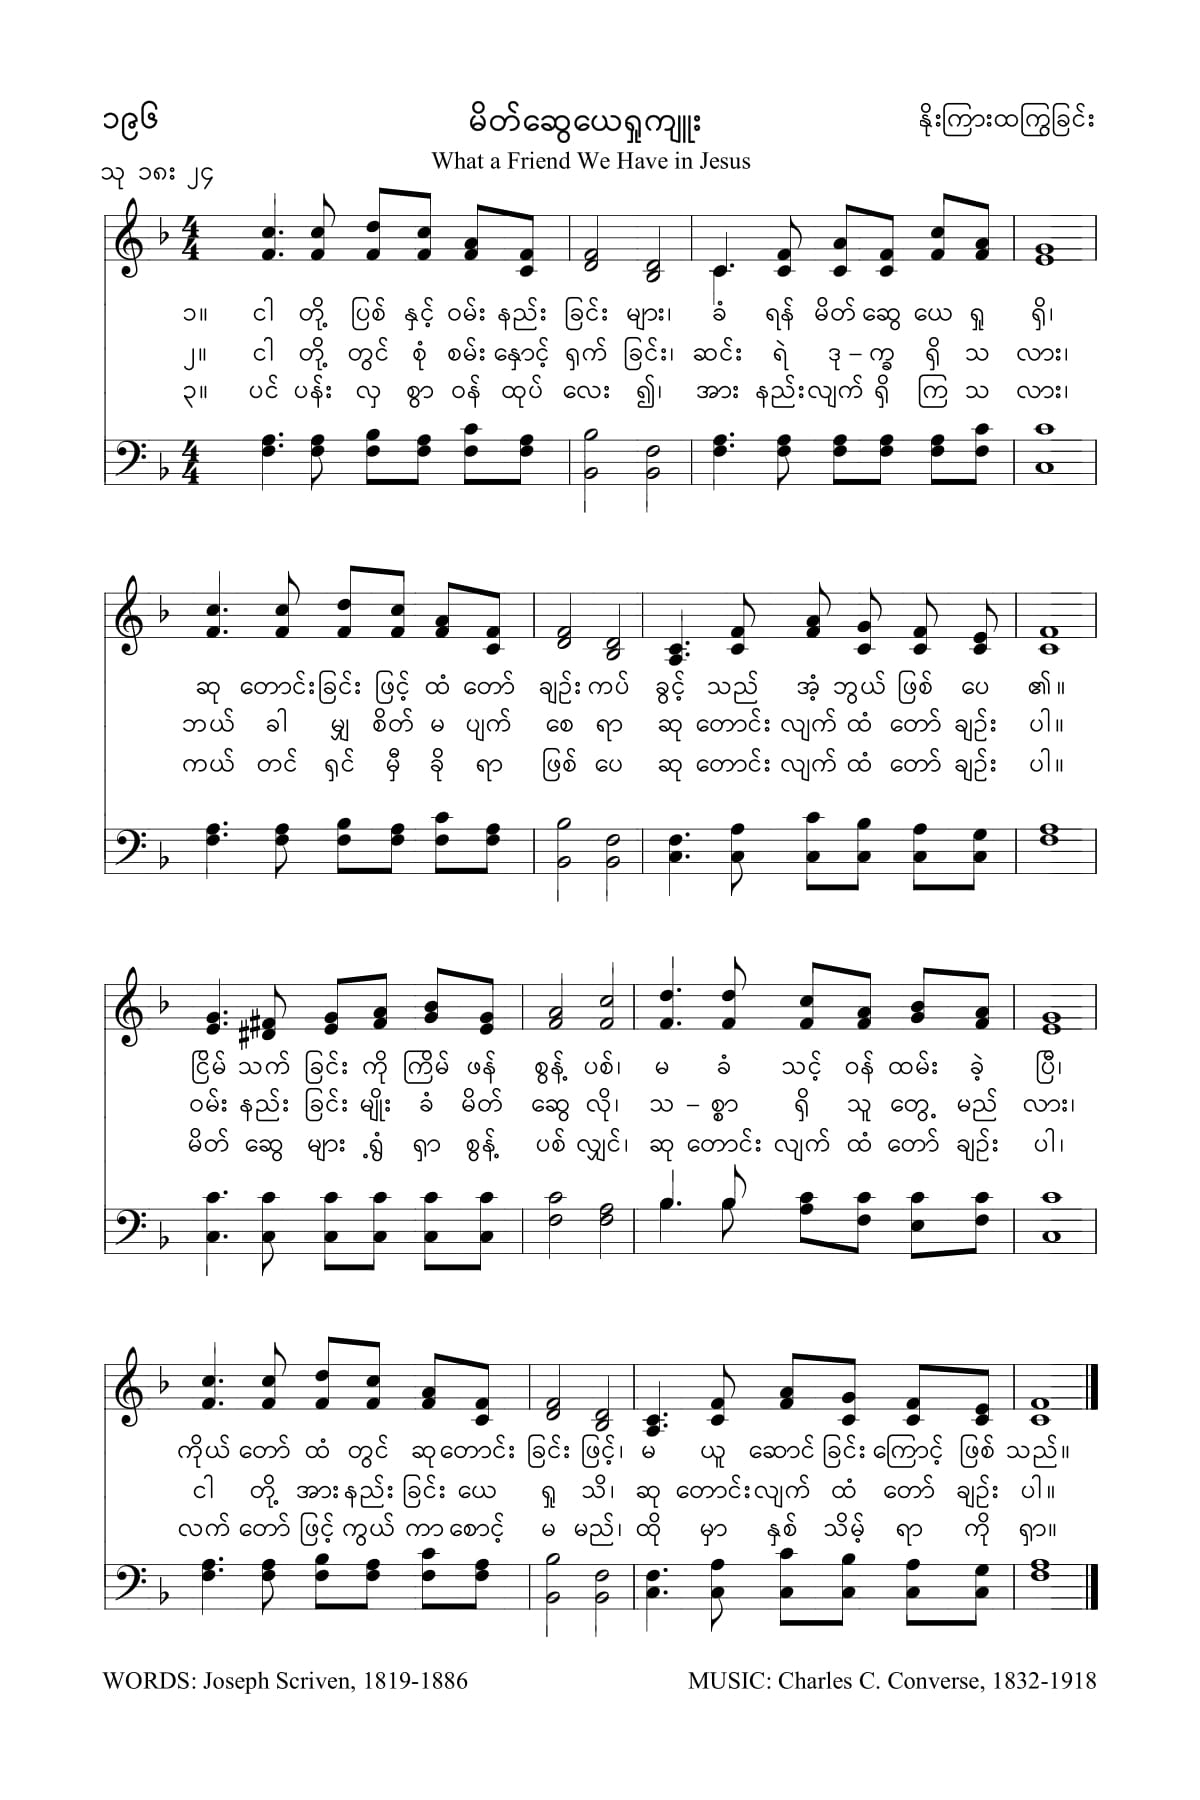 ၁၉၆ မိတ်ဆွေယေရှုကျူး နိုးကြားထကြွခြင်း
What a Friend We Have in Jesus
သု ၁၈း ၂၄
၁။ ငါ တို့ ပြစ် နှင့် ဝမ်း နည်း ခြင်း များ၊ ခံ ရန် မိတ် ဆွေ ယေ ရှု ရှိ၊
၂။ ငါ တို့ တွင် စုံ စမ်း နှောင့် ရှက် ခြင်း၊ ဆင်း ရဲ ဒု – က္ခ ရှိ သ လား၊
၃။ ပင် ပန်း လှ စွာ ဝန် ထုပ် လေး ၍၊ အား နည်း လျက် ရှိ ကြ သ လား၊
ဆု တောင်း ခြင်း ဖြင့် ထံ တော် ချဉ်း ကပ် ခွင့် သည် အံ့ ဘွယ် ဖြစ် ပေ ၏။
ဘယ် ခါ မျှ စိတ် မ ပျက် စေ ရာ ဆု တောင်း လျက် ထံ တော် ချဉ်း ပါ။
ကယ် တင် ရှင် မှီ ခို ရာ ဖြစ် ပေ ဆု တောင်း လျက် ထံ တော် ချဉ်း ပါ။
ငြိမ် သက် ခြင်း ကို ကြိမ် ဖန် စွန့် ပစ်၊ မ ခံ သင့် ဝန် ထမ်း ခဲ့ ပြီ၊
ဝမ်း နည်း ခြင်း မျိုး ခံ မိတ် ဆွေ လို၊ သ – စ္စာ ရှိ သူ တွေ့ မည် လား၊
မိတ် ဆွေ များ ့ရွံ ရှာ စွန့် ပစ် လျှင်၊ ဆု တောင်း လျက် ထံ တော် ချဉ်း ပါ၊
ကိုယ် တော် ထံ တွင် ဆု တောင်း ခြင်း ဖြင့်၊ မ ယူ ဆောင် ခြင်း ကြောင့် ဖြစ် သည်။
ငါ တို့ အား နည်း ခြင်း ယေ ရှု သိ၊ ဆု တောင်း လျက် ထံ တော် ချဉ်း ပါ။
လက် တော် ဖြင့် ကွယ် ကာ စောင့် မ မည်၊ ထို မှာ နှစ် သိမ့် ရာ ကို ရှာ။
WORDS: Joseph Scriven, 1819-1886 MUSIC: Charles C. Converse, 1832-1918